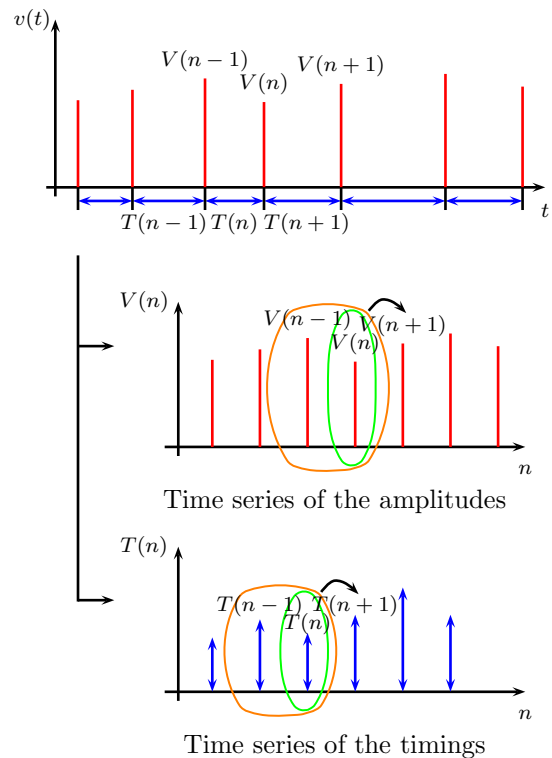 v(t)
V(n − 1)
V(n)
V(n + 1)
T(n − 1)
T(n)
T(n + 1)
t
V(n)
V(n − 1)
V(n)
V(n + 1)
n
Time series of the amplitudes
T(n)
T(n − 1)
T(n)
T(n + 1)
n
Time series of the timings